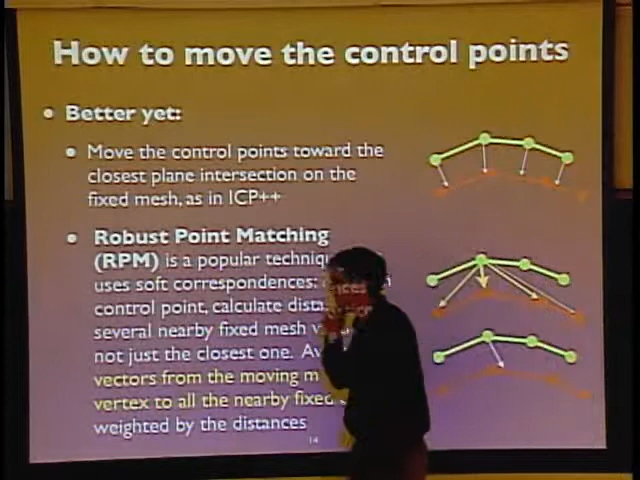 How to move the control points
Better yet:
Move the control points toward the
closest plane intersection on the
fixed mesh, as in ICP++
Robust Point Matching
(RPM) is a popular
uses soft correspondences:
control point, calculate
several nearby fixed mesh
not just the closest one.
vectors from the moving
vertex to all the nearby fixed
weighted by the distances
14